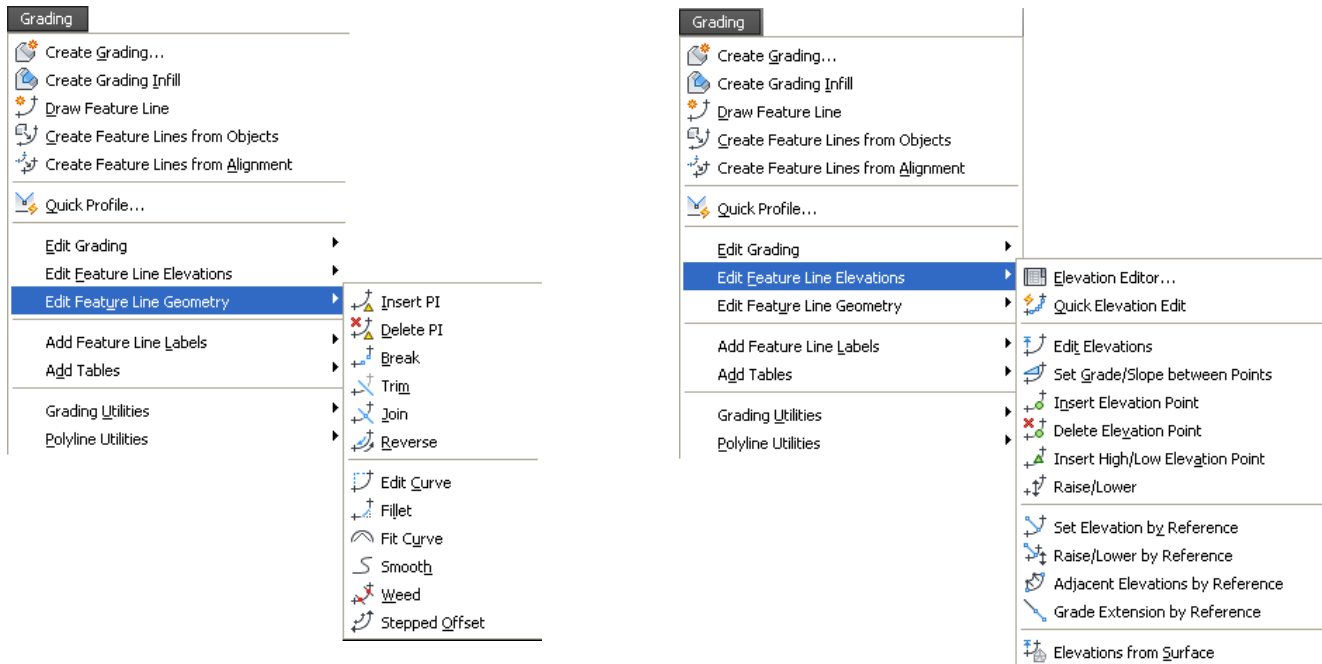 Grading
Create Grading...
Create Grading Infill
Draw Feature Line
Create Feature Lines from Objects
Create Feature Lines from Alignment
Quick Profile...
Edit Grading
Edit Feature Line Elevations
Edit Feature Line Geometry
Add Feature Line Labels
Add Tables
Grading Utilities
Polyline Utilities
Insert PI
Delete PI
Break
Trim
Join
Reverse
Edit Curve
Fillet
Fit Curve
Smooth
Weed
Stepped Offset
Grading
Create Grading...
Create Grading Infill
Draw Feature Line
Create Feature Lines from Objects
Create Feature Lines from Alignment
Quick Profile...
Edit Grading
Edit Feature Line Elevations
Edit Feature Line Geometry
Add Feature Line Labels
Add Tables
Grading Utilities
Polyline Utilities
Elevation Editor...
Quick Elevation Edit
Edit Elevations
Set Grade/Slope between Points
Insert Elevation Point
Delete Elevation Point
Insert High/Low Elevation Point
Raise/Lower
Set Elevation by Reference
Raise/Lower by Reference
Adjacent Elevations by Reference
Grade Extension by Reference
Elevations from Surface